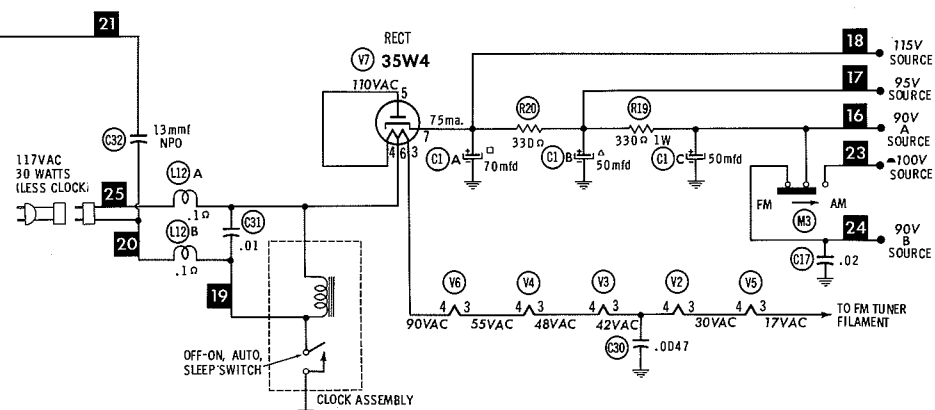 21
RECT
V7 35W4
110VAC 5
75ma.
7
4 6 3
18 115V SOURCE
17 95V SOURCE
R20
330Ω
R19
330Ω 1W
16 90V A SOURCE
C1 A 70mfd
C1 B 50mfd
C1 C 50mfd
23 100V SOURCE
FM AM
M3
24 90V B SOURCE
C17 .02
C32 13mmf NPO
117VAC
30 WATTS
(LESS CLOCK)
25
L12 A
.1Ω
20
L12 B
.1Ω
C31
.01
19
OFF-ON, AUTO,
SLEEP SWITCH
CLOCK ASSEMBLY
V6 V4 V3 V2 V5
4 3 4 3 4 3 4 3 4 3
90VAC 55VAC 48VAC 42VAC 30VAC 17VAC
C30 .0047
TO FM TUNER
FILAMENT